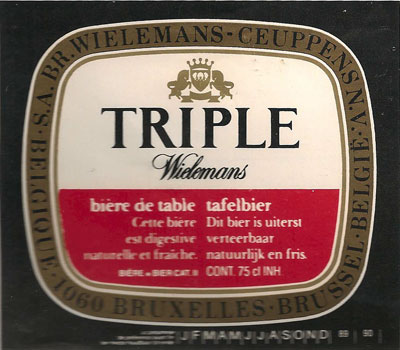 BELGIQUE · S.A. BR. WIELEMANS · CEUPPENS N.V. · BELGIË
TRIPLE
Wielemans
bière de table tafelbier
Cette bière Dit bier is uiterst
est digestive verteerbaar
naturelle et fraiche. natuurlijk en fris.
BIÈRE • BIER CAT. II CONT. 75 cl INH.
1060 BRUXELLES · BRUSSEL
J F M A M J J A S O N D 89 90